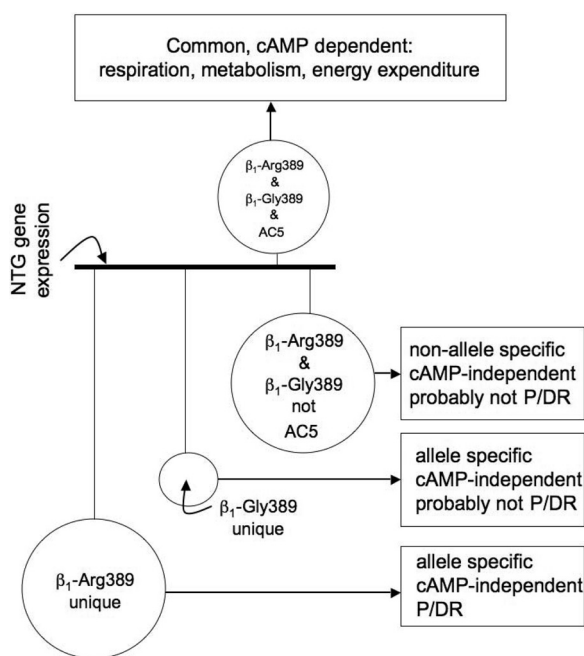 Common, cAMP dependent:
respiration, metabolism, energy expenditure
β₁-Arg389
&
β₁-Gly389
&
AC5
NTG gene
expression
β₁-Arg389
&
β₁-Gly389
not
AC5
non-allele specific
cAMP-independent
probably not P/DR
β₁-Gly389
unique
allele specific
cAMP-independent
probably not P/DR
β₁-Arg389
unique
allele specific
cAMP-independent
P/DR